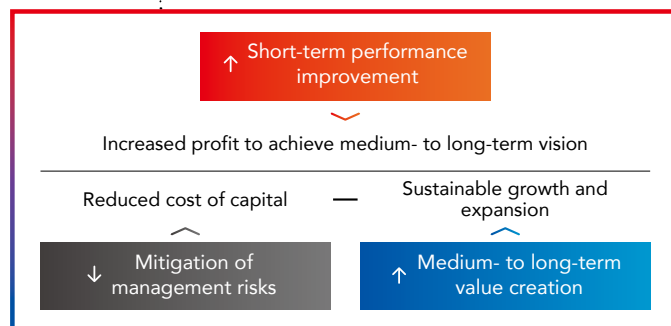 ↑ Short-term performance
improvement
Increased profit to achieve medium- to long-term vision
Reduced cost of capital — Sustainable growth and
expansion
↓ Mitigation of
management risks
↑ Medium- to long-term
value creation